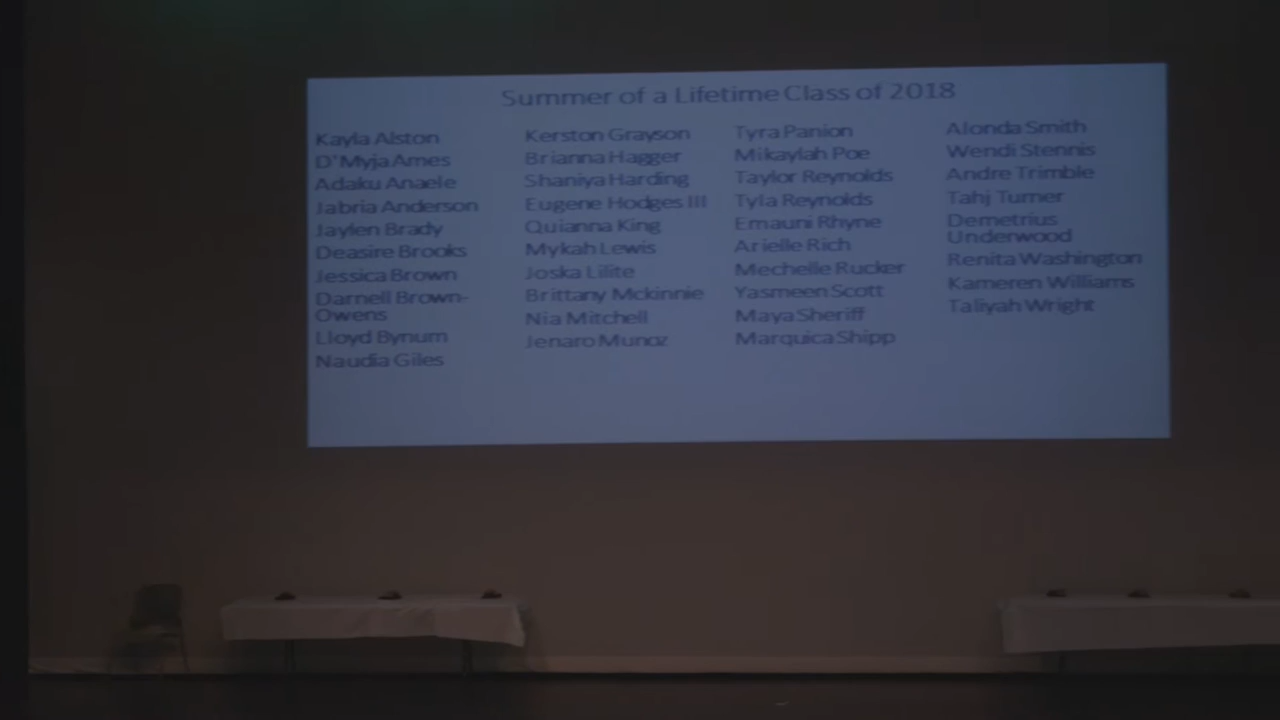 Summer of a Lifetime Class of 2018
Kayla Alston
D'Myja Ames
Adaku Anaele
Jabria Anderson
Jaylen Brady
Deasire Brooks
Jessica Brown
Darnell Brown-
Owens
Lloyd Bynum
Naudia Giles
Kerston Grayson
Brianna Hagger
Shaniya Harding
Eugene Hodges III
Quianna King
Mykah Lewis
Joska Lilite
Brittany Mckinnie
Nia Mitchell
Jenaro Munoz
Tyra Panion
Mikaylah Poe
Taylor Reynolds
Tyla Reynolds
Emauni Rhyne
Arielle Rich
Mechelle Rucker
Yasmeen Scott
Maya Sheriff
Marquica Shipp
Alonda Smith
Wendi Stennis
Andre Trimble
Tahj Turner
Demetrius
Underwood
Renita Washington
Kameren Williams
Taliyah Wright